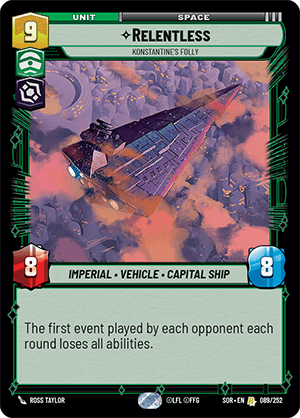 UNIT
SPACE
9
RELENTLESS
KONSTANTINE'S FOLLY
8
8
IMPERIAL • VEHICLE • CAPITAL SHIP
The first event played by each opponent each
round loses all abilities.
ROSS TAYLOR
©LFL ©FFG
SOR • EN
R
089/252